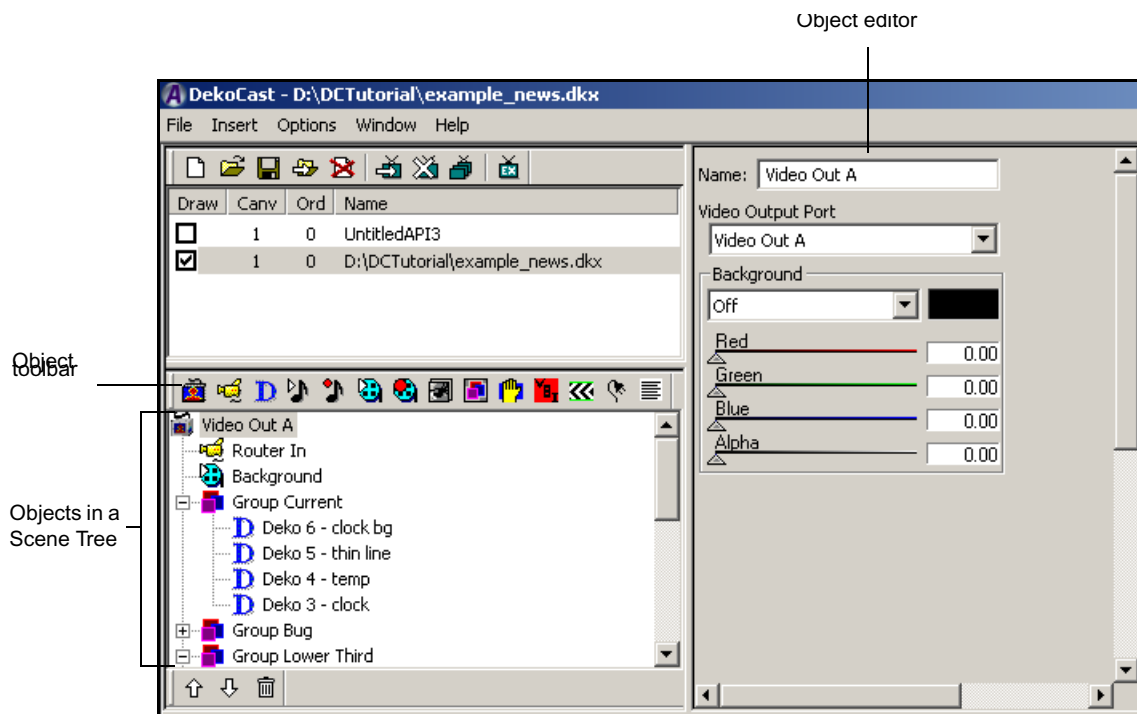 Object editor
DekoCast - D:\DCTutorial\example_news.dkx
File Insert Options Window Help
EX
Draw Canv Ord Name
1 0 UntitledAPI3
1 0 D:\DCTutorial\example_news.dkx
Name: Video Out A
Video Output Port
Video Out A
Background
Off
Red 0.00
Green 0.00
Blue 0.00
Alpha 0.00
Object
toolbar
Objects in a
Scene Tree
Video Out A
Router In
Background
Group Current
D Deko 6 - clock bg
D Deko 5 - thin line
D Deko 4 - temp
D Deko 3 - clock
Group Bug
Group Lower Third